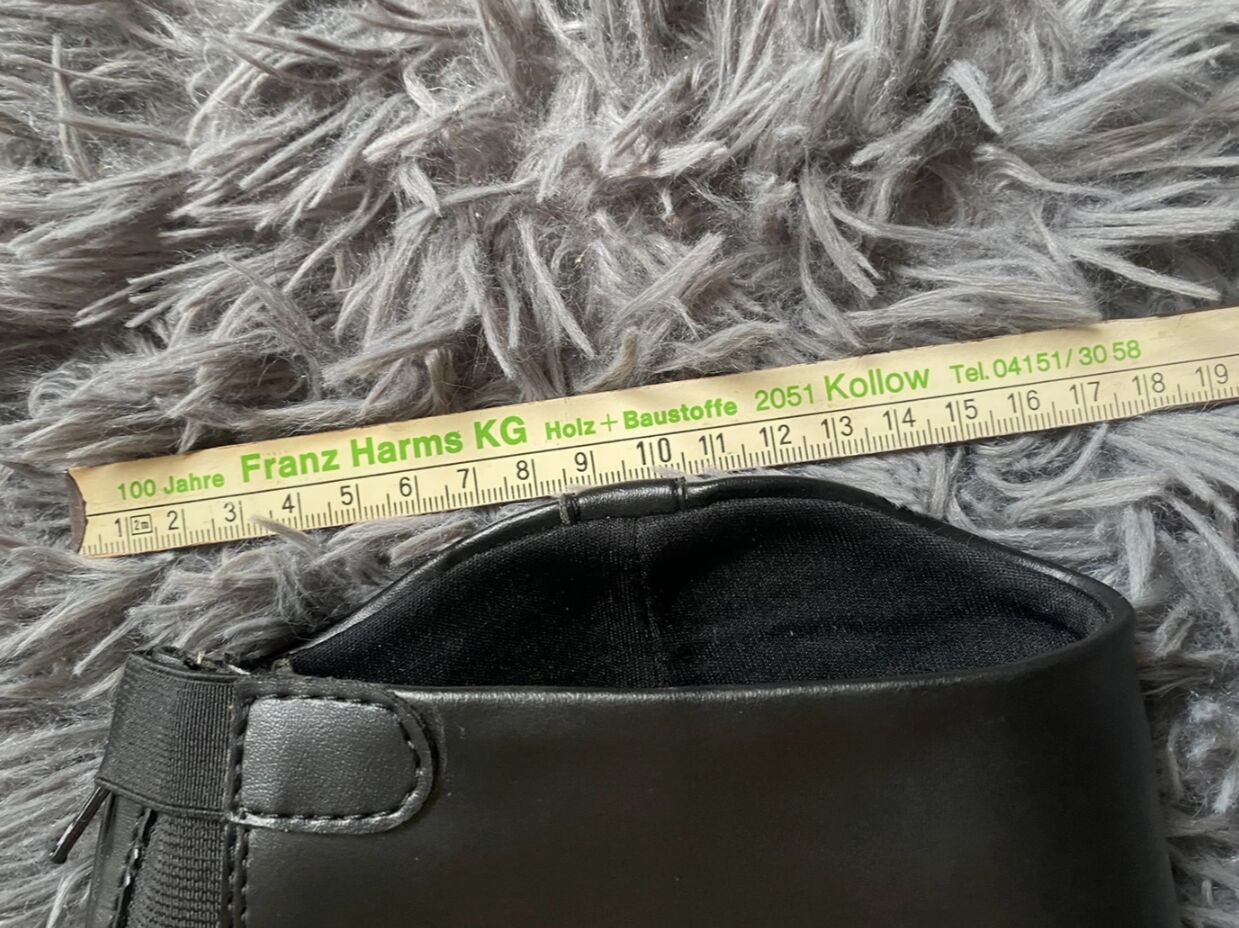 100 Jahre Franz Harms KG Holz + Baustoffe 2051 Kollow Tel. 04151/30 58
1 2m 2 3 4 5 6 7 8 9 10 11 12 13 14 15 16 17 18 19